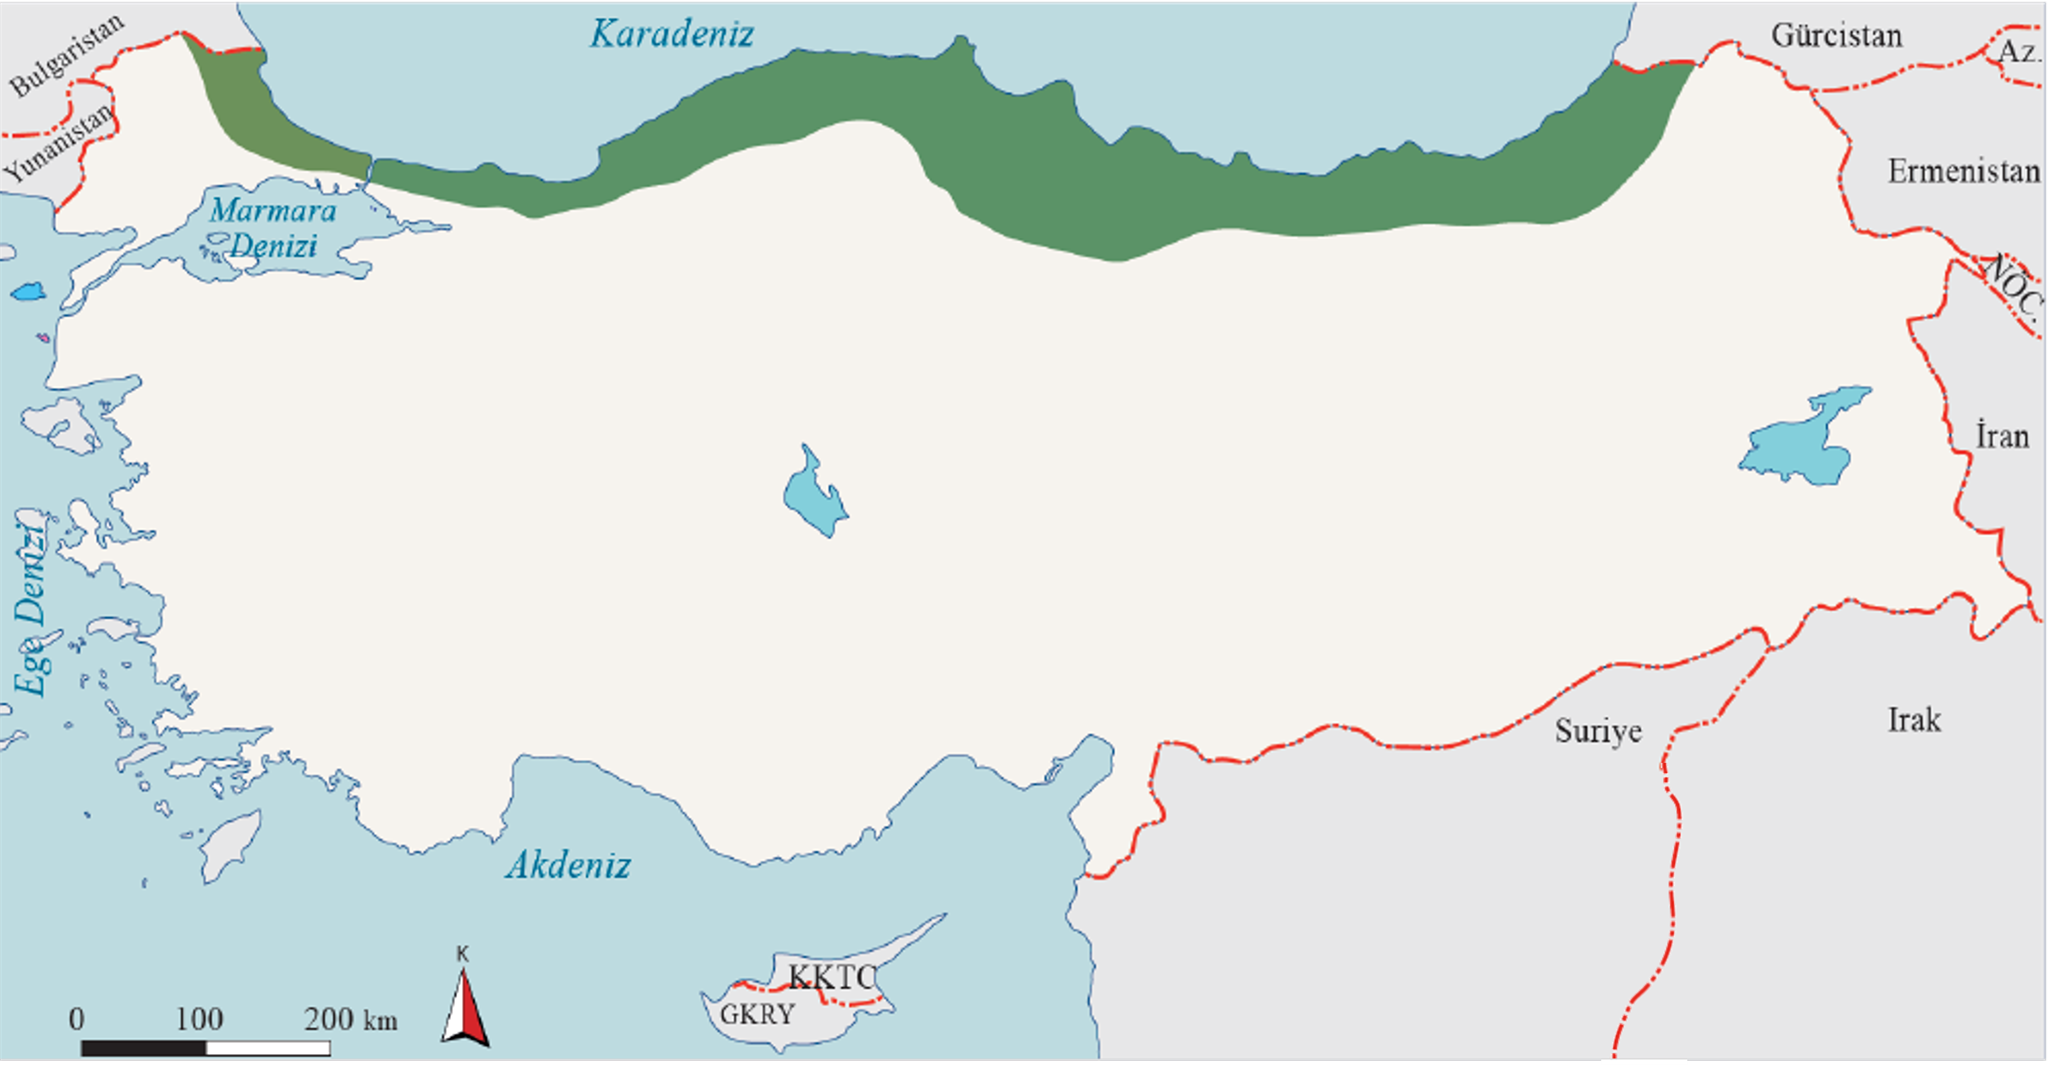 Karadeniz
Gürcistan
Az.
Bulgaristan
Yunanistan
Ermenistan
Marmara
Denizi
NÖC.
İran
Ege Denizi
Suriye
Irak
Akdeniz
K
KKTC
GKRY
0 100 200 km